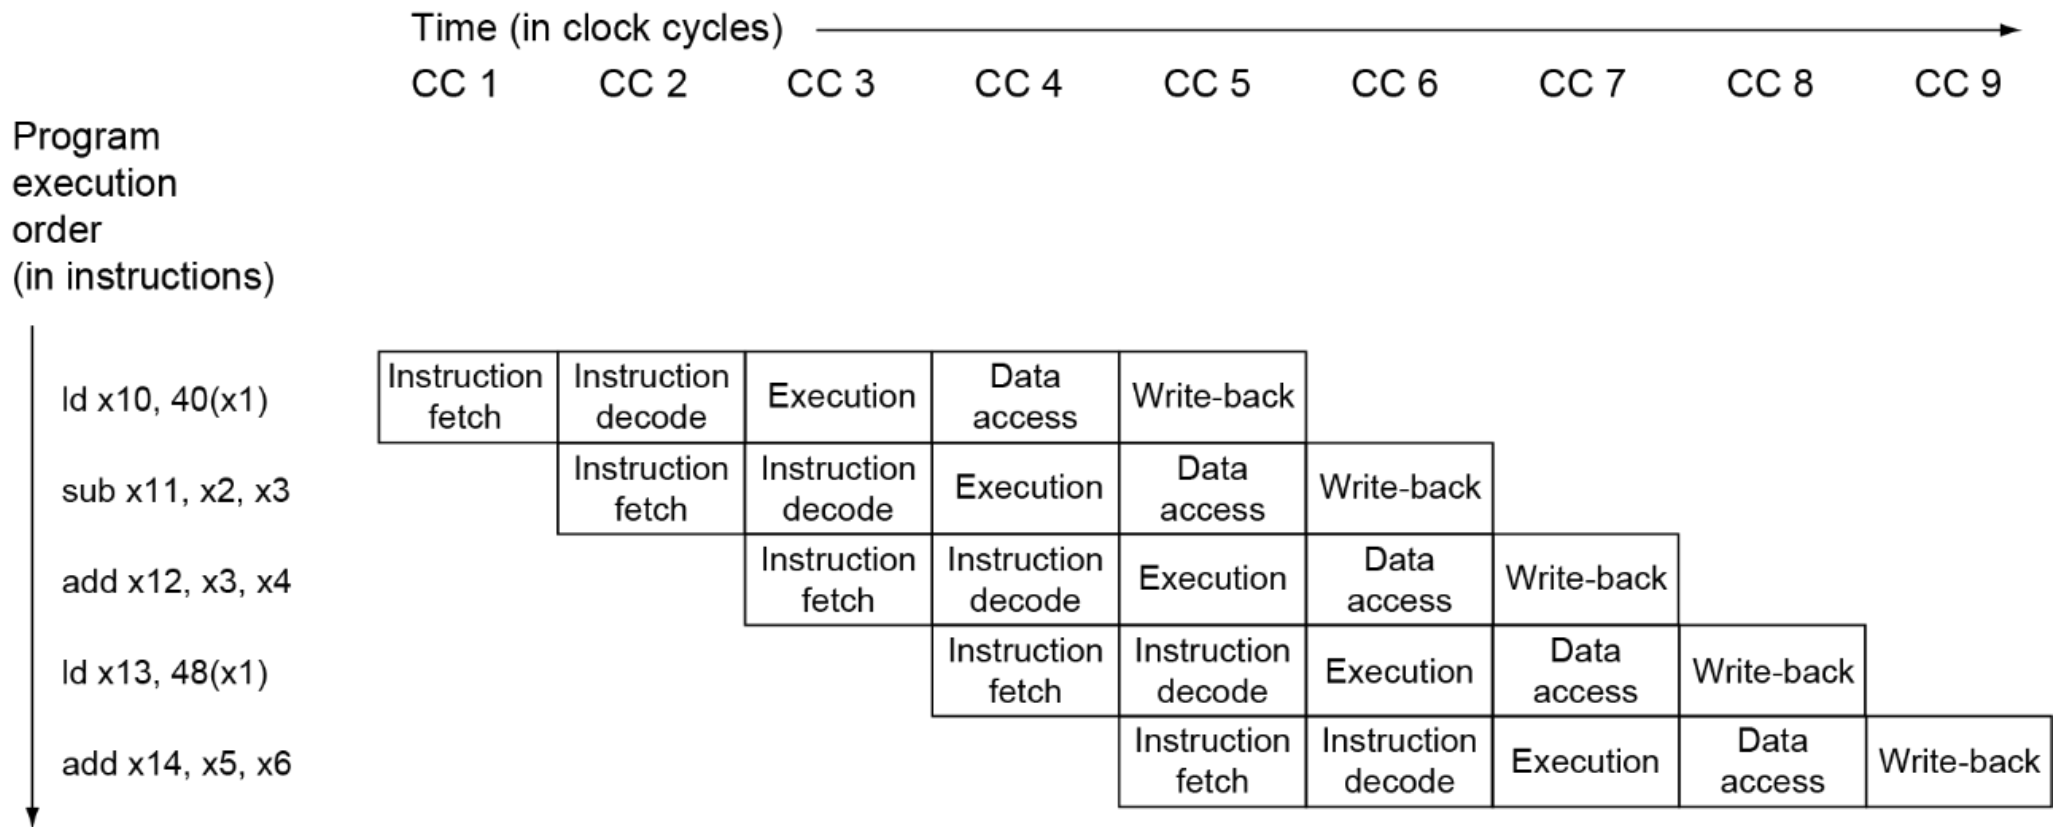 Time (in clock cycles)
CC 1 CC 2 CC 3 CC 4 CC 5 CC 6 CC 7 CC 8 CC 9
Program
execution
order
(in instructions)
ld x10, 40(x1)
Instruction
fetch
Instruction
decode
Execution
Data
access
Write-back
sub x11, x2, x3
Instruction
fetch
Instruction
decode
Execution
Data
access
Write-back
add x12, x3, x4
Instruction
fetch
Instruction
decode
Execution
Data
access
Write-back
ld x13, 48(x1)
Instruction
fetch
Instruction
decode
Execution
Data
access
Write-back
add x14, x5, x6
Instruction
fetch
Instruction
decode
Execution
Data
access
Write-back